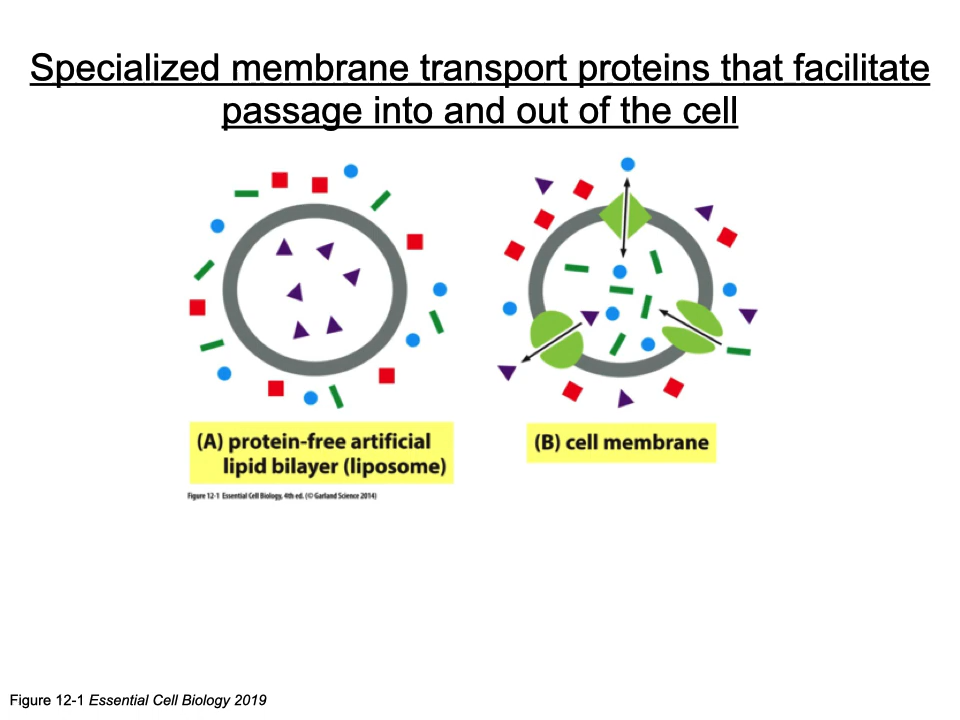 Specialized membrane transport proteins that facilitate
passage into and out of the cell
(A) protein-free artificial
lipid bilayer (liposome)
(B) cell membrane
Figure 12-1 Essential Cell Biology, 4th ed. (© Garland Science 2014)
Figure 12-1 Essential Cell Biology 2019